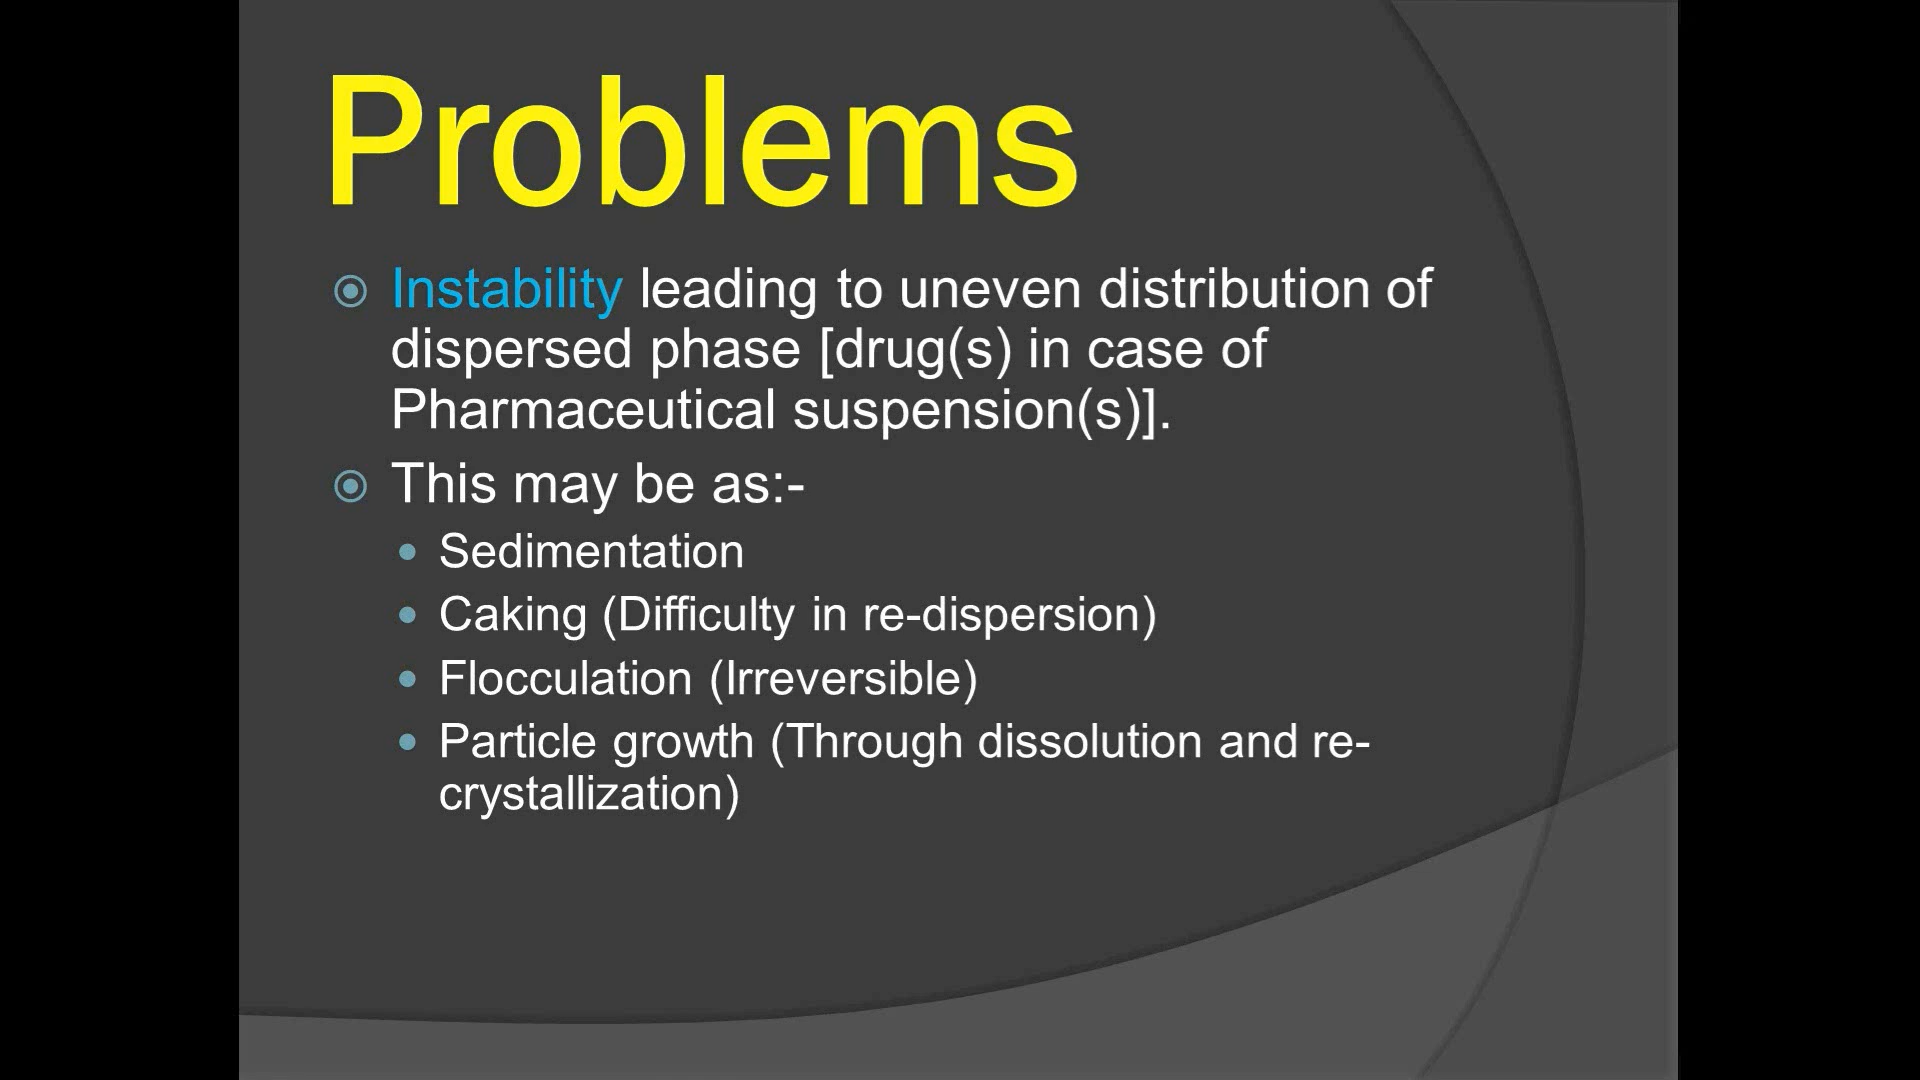 Problems
Instability leading to uneven distribution of
dispersed phase [drug(s) in case of
Pharmaceutical suspension(s)].
This may be as:-
Sedimentation
Caking (Difficulty in re-dispersion)
Flocculation (Irreversible)
Particle growth (Through dissolution and re-
crystallization)